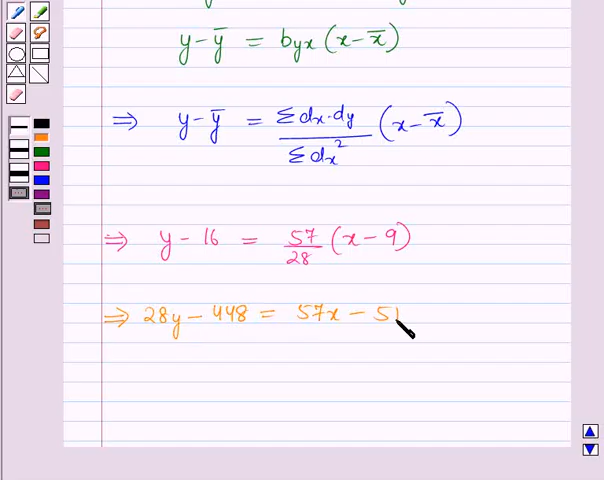 y - y̅ = byx (x - x̅)
⇒ y - y̅ = Σdx·dy / Σdx² (x - x̅)
⇒ y - 16 = 57/28 (x - 9)
⇒ 28y - 448 = 57x - 51